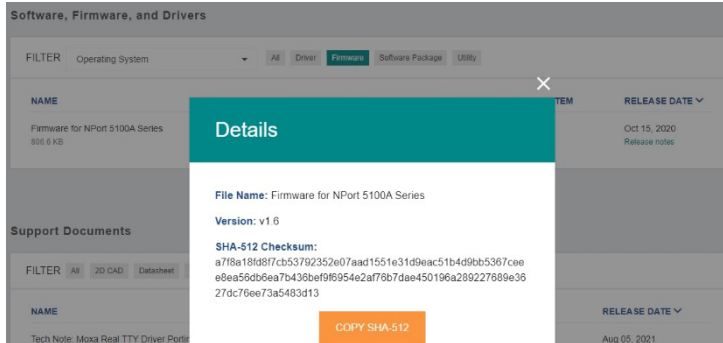 Software, Firmware, and Drivers
FILTER Operating System All Driver Firmware Software Package Utility
NAME RELEASE DATE
Firmware for NPort 5100A Series Oct 15, 2020
806.6 KB Release notes
Details
File Name: Firmware for NPort 5100A Series
Version: v1.6
SHA-512 Checksum:
a7f8a18fd8f7cb53792352e07aad1551e31d9eac51b4d9bb5367cee
e8ea56db6ea7b436bef9f6954e2af76b7dae450196a289227689e36
27dc76ee73a5483d13
COPY SHA-512
Support Documents
FILTER All 2D CAD Datasheet
NAME RELEASE DATE
Tech Note: Moxa Real TTY Driver Portin Aug 05, 2021